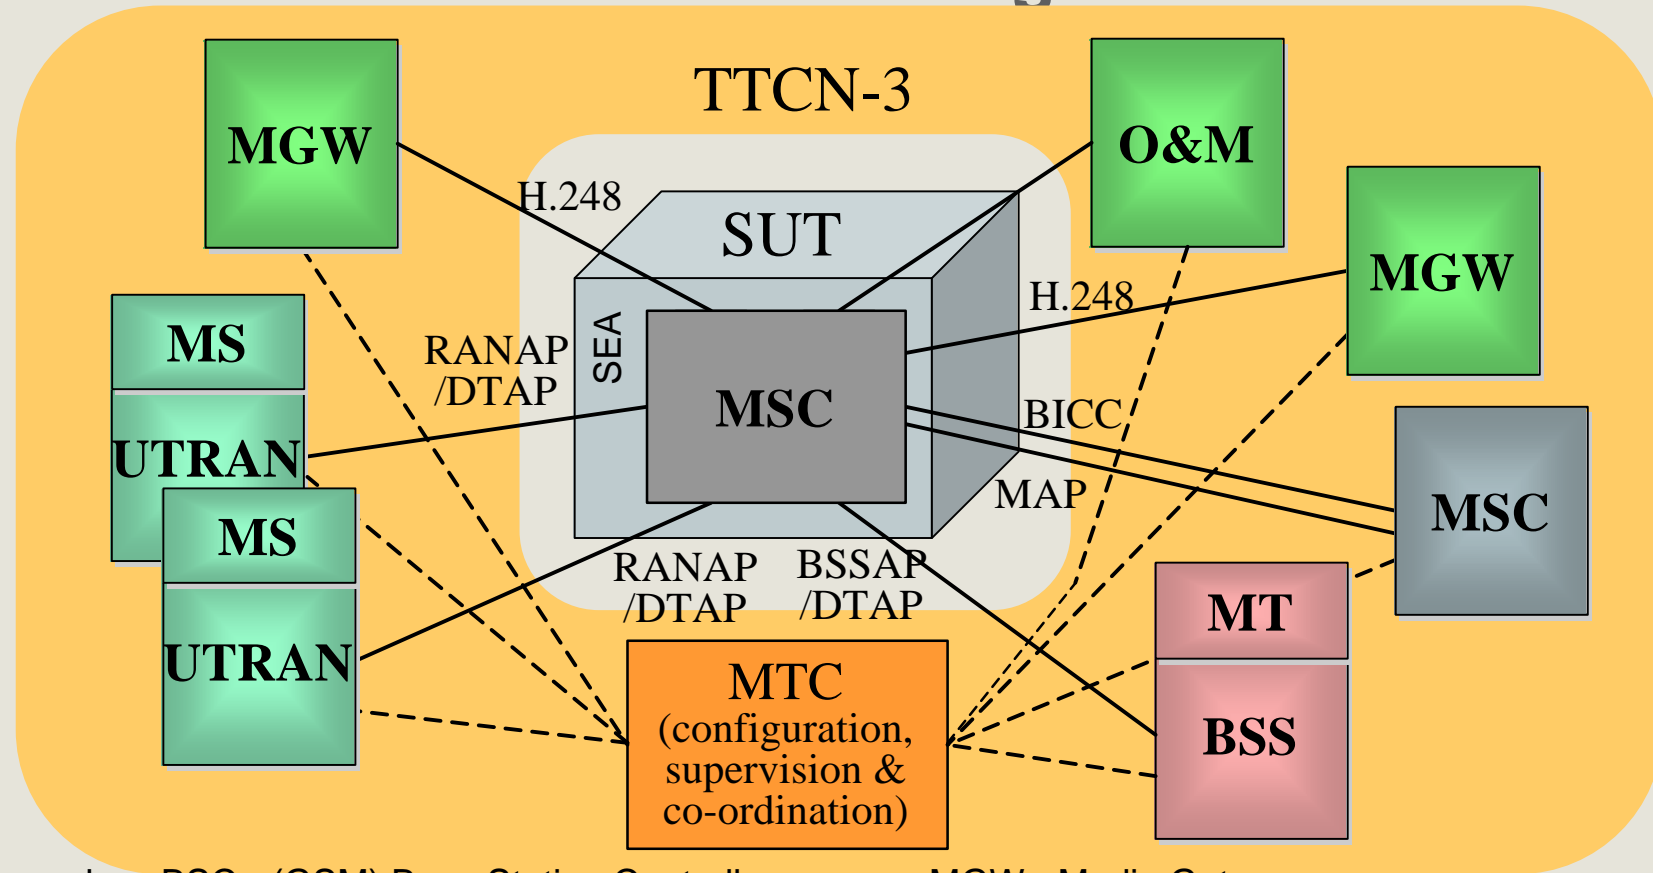 TTCN-3
MGW
O&M
H.248
SUT
MGW
H.248
MS
SEA
RANAP
/DTAP
MSC
BICC
UTRAN
MAP
MSC
MS
RANAP
/DTAP
BSSAP
/DTAP
MT
UTRAN
MTC
(configuration,
supervision &
co-ordination)
BSS